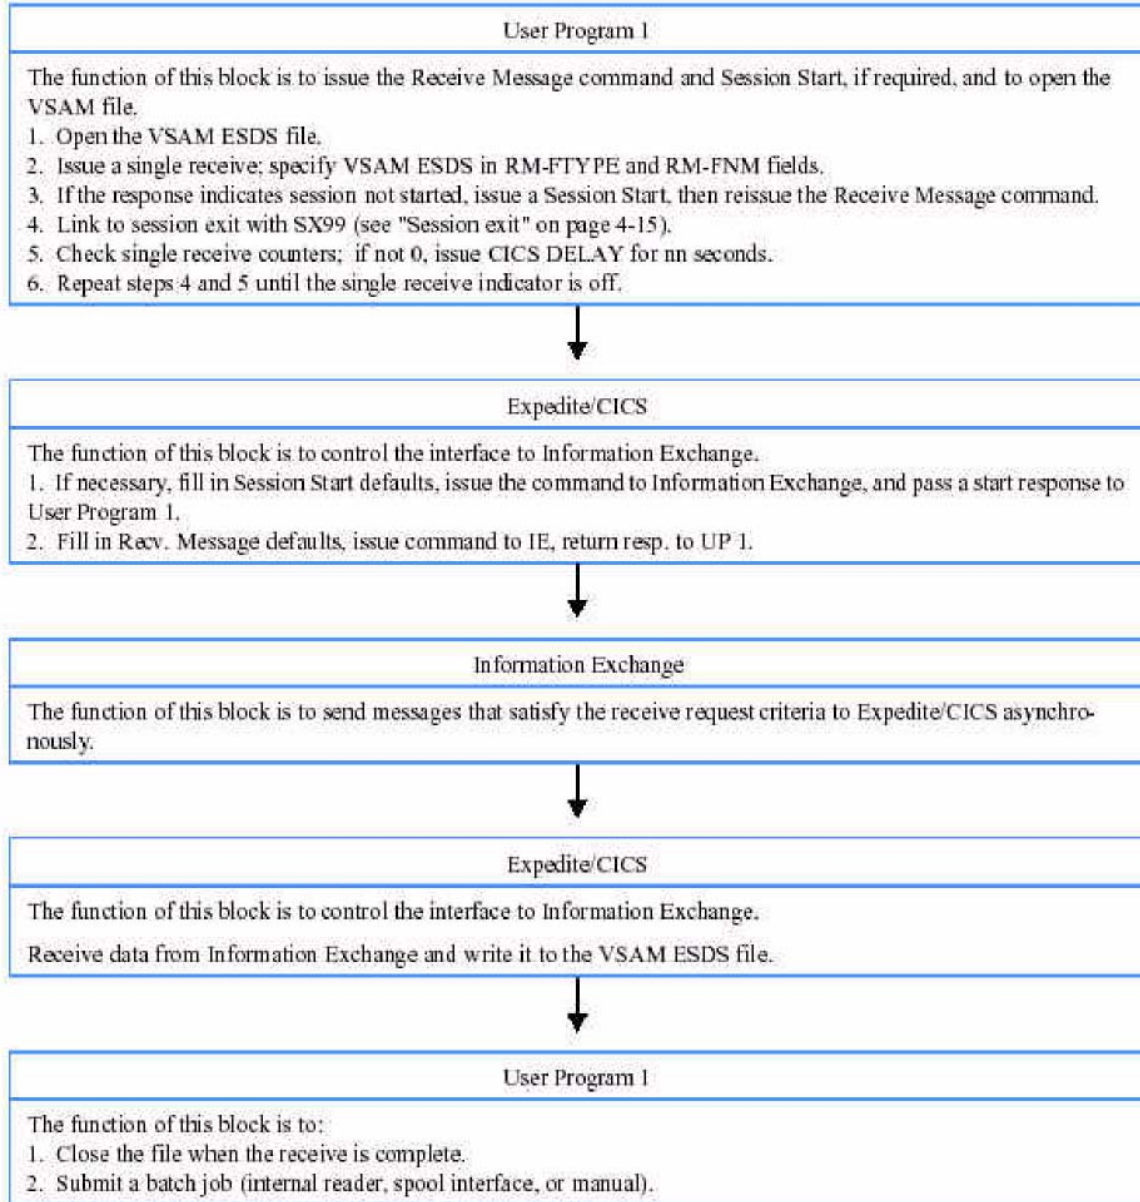 User Program 1
The function of this block is to issue the Receive Message command and Session Start, if required, and to open the
VSAM file.
1. Open the VSAM ESDS file.
2. Issue a single receive; specify VSAM ESDS in RM-FTYPE and RM-FNM fields.
3. If the response indicates session not started, issue a Session Start, then reissue the Receive Message command.
4. Link to session exit with SX99 (see "Session exit" on page 4-15).
5. Check single receive counters; if not 0, issue CICS DELAY for nn seconds.
6. Repeat steps 4 and 5 until the single receive indicator is off.
Expedite/CICS
The function of this block is to control the interface to Information Exchange.
1. If necessary, fill in Session Start defaults, issue the command to Information Exchange, and pass a start response to
User Program 1.
2. Fill in Recv. Message defaults, issue command to IE, return resp. to UP 1.
Information Exchange
The function of this block is to send messages that satisfy the receive request criteria to Expedite/CICS asynchro-
nously.
Expedite/CICS
The function of this block is to control the interface to Information Exchange.
Receive data from Information Exchange and write it to the VSAM ESDS file.
User Program 1
The function of this block is to:
1. Close the file when the receive is complete.
2. Submit a batch job (internal reader, spool interface, or manual).